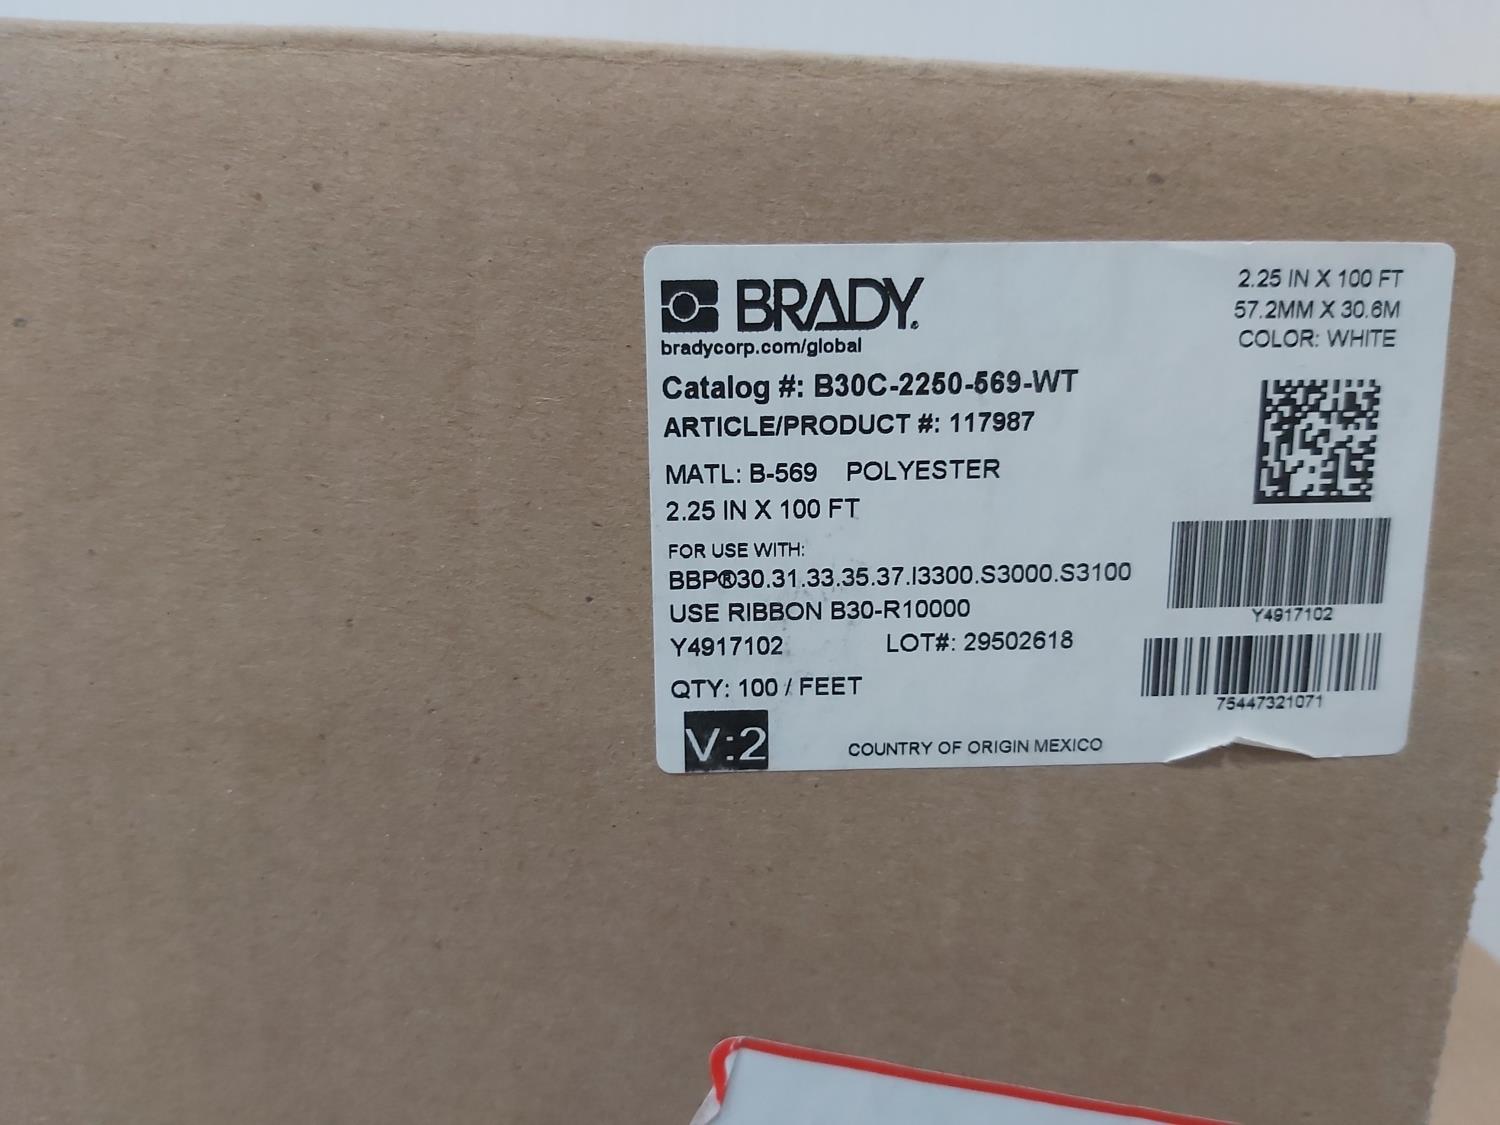 BRADY.
bradycorp.com/global
2.25 IN X 100 FT
57.2MM X 30.6M
COLOR: WHITE
Catalog #: B30C-2250-569-WT
ARTICLE/PRODUCT #: 117987
MATL: B-569 POLYESTER
2.25 IN X 100 FT
FOR USE WITH:
BBP®30.31.33.35.37.I3300.S3000.S3100
USE RIBBON B30-R10000
Y4917102 LOT#: 29502618
QTY: 100 / FEET
V:2
COUNTRY OF ORIGIN MEXICO
Y4917102
75447321071